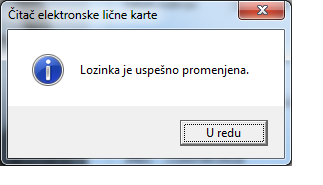 Čitač elektronske lične karte
Lozinka je uspešno promenjena.
U redu